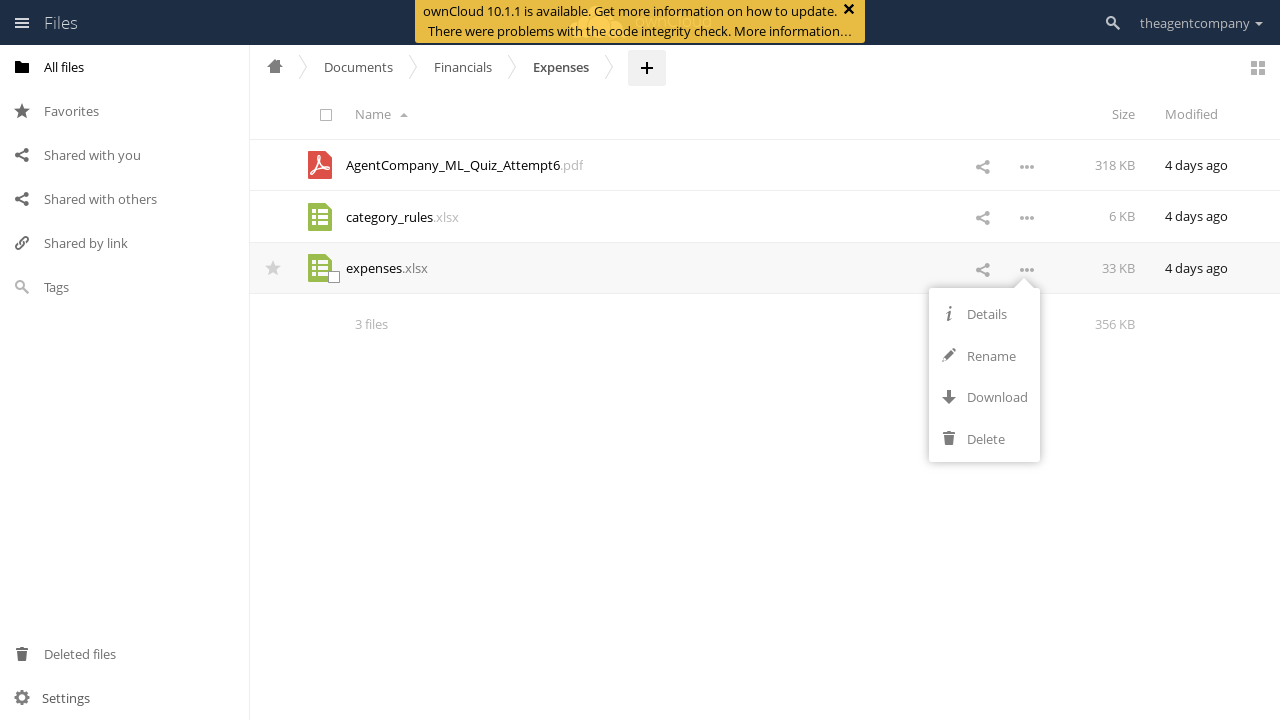 Files
ownCloud 10.1.1 is available. Get more information on how to update.
There were problems with the code integrity check. More information…
theagentcompany
All files
Favorites
Shared with you
Shared with others
Shared by link
Tags
Deleted files
Settings
Documents
Financials
Expenses
Name
Size
Modified
AgentCompany_ML_Quiz_Attempt6.pdf
318 KB
4 days ago
category_rules.xlsx
6 KB
4 days ago
expenses.xlsx
33 KB
4 days ago
3 files
356 KB
Details
Rename
Download
Delete